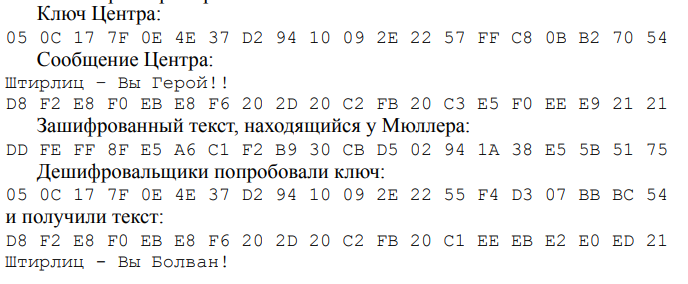 Ключ Центра:
05 0C 17 7F 0E 4E 37 D2 94 10 09 2E 22 57 FF C8 0B B2 70 54
Сообщение Центра:
Штирлиц – Вы Герой!!
D8 F2 E8 F0 EB E8 F6 20 2D 20 C2 FB 20 C3 E5 F0 EE E9 21 21
Зашифрованный текст, находящийся у Мюллера:
DD FE FF 8F E5 A6 C1 F2 B9 30 CB D5 02 94 1A 38 E5 5B 51 75
Дешифровальщики попробовали ключ:
05 0C 17 7F 0E 4E 37 D2 94 10 09 2E 22 55 F4 D3 07 BB BC 54
и получили текст:
D8 F2 E8 F0 EB E8 F6 20 2D 20 C2 FB 20 C1 EE EB E2 E0 ED 21
Штирлиц - Вы Болван!